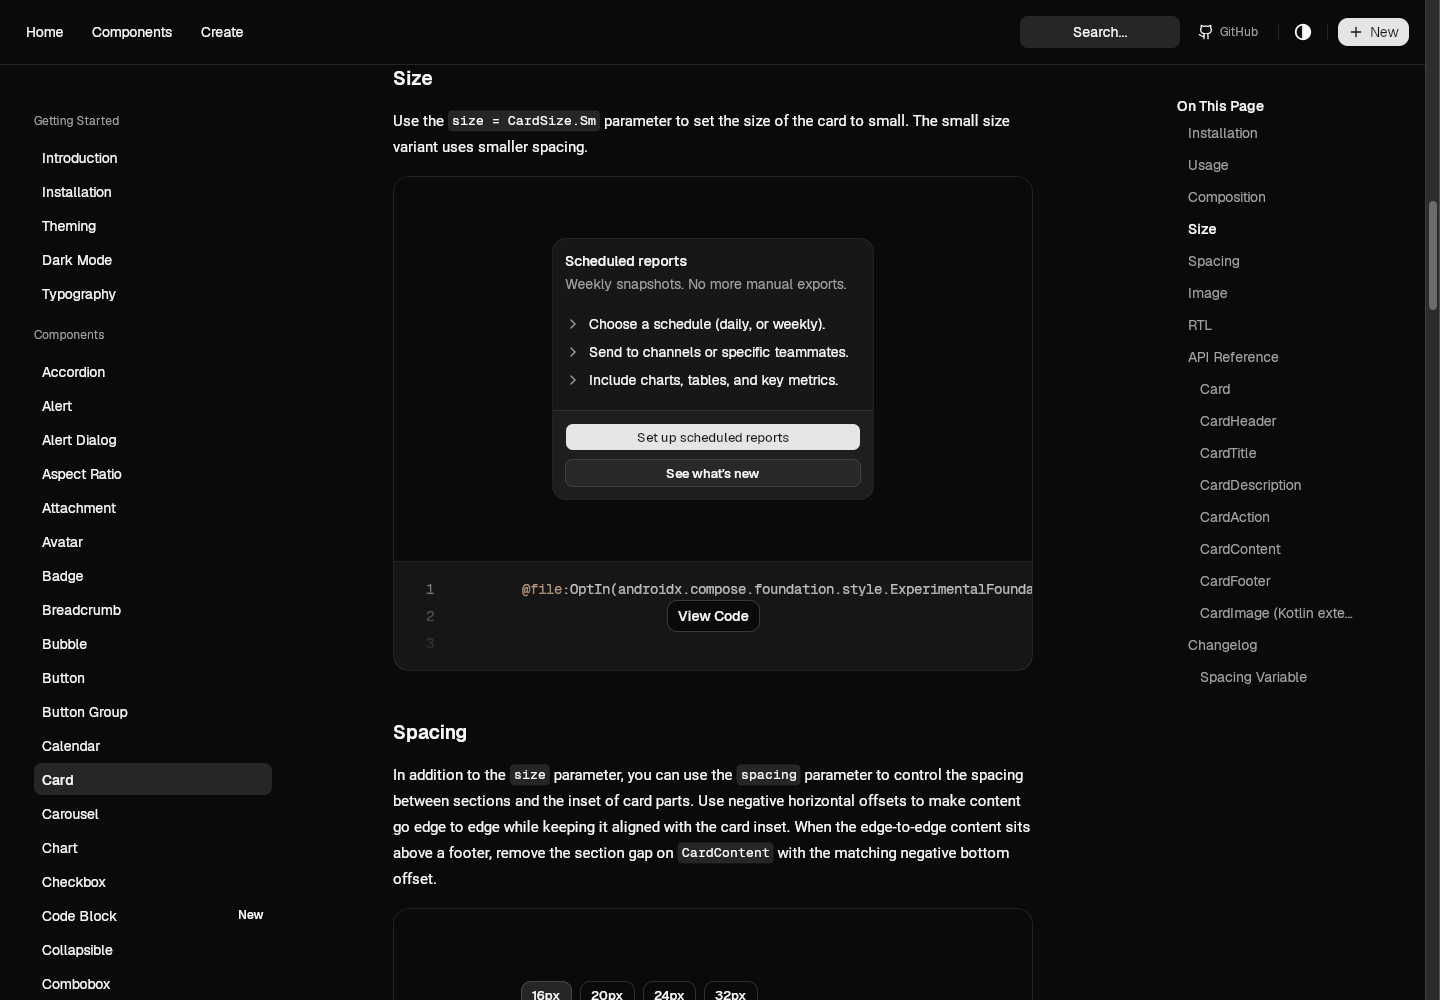 Home
Components
Create
Search...
GitHub
New
Getting Started
Introduction
Installation
Theming
Dark Mode
Typography
Components
Accordion
Alert
Alert Dialog
Aspect Ratio
Attachment
Avatar
Badge
Breadcrumb
Bubble
Button
Button Group
Calendar
Card
Carousel
Chart
Checkbox
Code Block New
Collapsible
Combobox
Size
Use the size = CardSize.Sm parameter to set the size of the card to small. The small size
variant uses smaller spacing.
Scheduled reports
Weekly snapshots. No more manual exports.
Choose a schedule (daily, or weekly).
Send to channels or specific teammates.
Include charts, tables, and key metrics.
Set up scheduled reports
See what's new
1 @file:OptIn(androidx.compose.foundation.style.ExperimentalFounda
2
View Code
3
Spacing
In addition to the size parameter, you can use the spacing parameter to control the spacing
between sections and the inset of card parts. Use negative horizontal offsets to make content
go edge to edge while keeping it aligned with the card inset. When the edge-to-edge content sits
above a footer, remove the section gap on CardContent with the matching negative bottom
offset.
16px 20px 24px 32px
On This Page
Installation
Usage
Composition
Size
Spacing
Image
RTL
API Reference
Card
CardHeader
CardTitle
CardDescription
CardAction
CardContent
CardFooter
CardImage (Kotlin exte...
Changelog
Spacing Variable